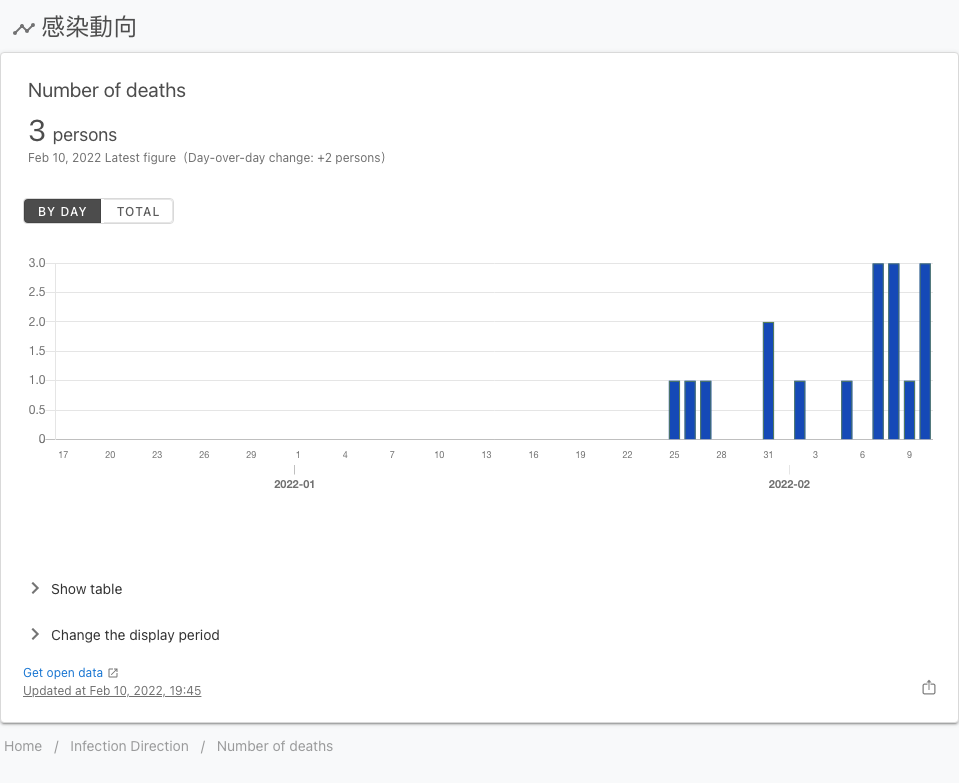 感染動向
Number of deaths
3 persons
Feb 10, 2022 Latest figure (Day-over-day change: +2 persons)
BY DAY TOTAL
3.0
2.5
2.0
1.5
1.0
0.5
0
17 20 23 26 29 1 4 7 10 13 16 19 22 25 28 31 3 6 9
2022-01 2022-02
Show table
Change the display period
Get open data
Updated at Feb 10, 2022, 19:45
Home / Infection Direction / Number of deaths